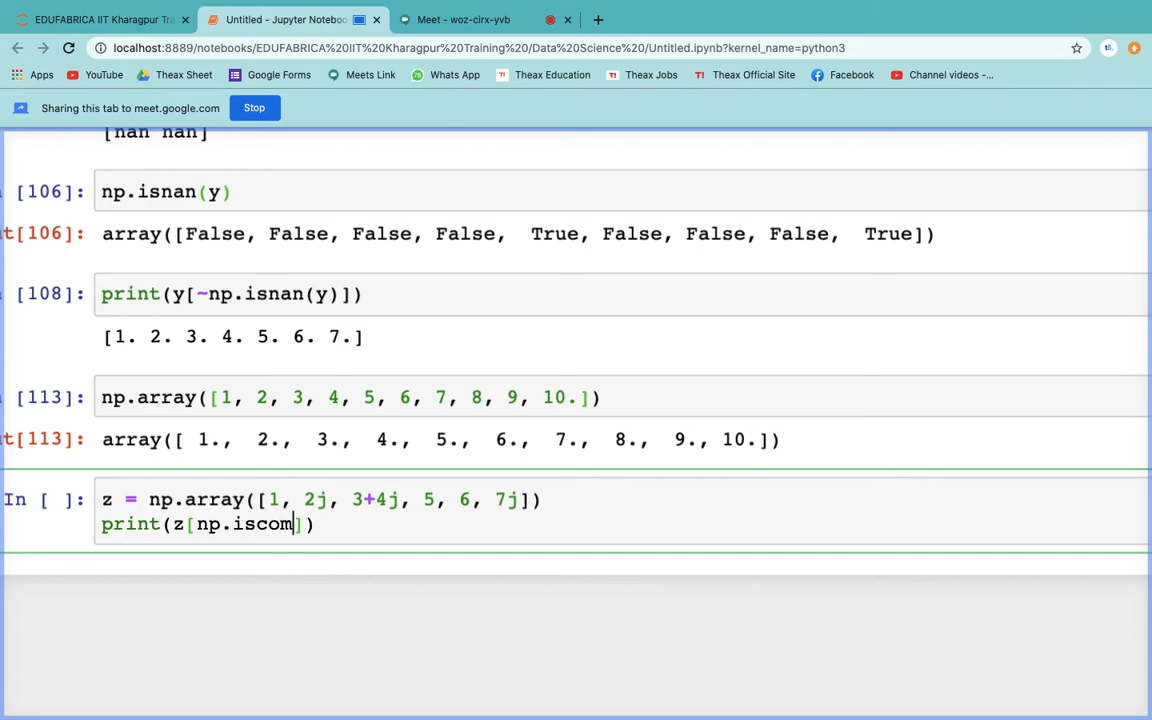 EDUFABRICA IIT Kharagpur Tra
Untitled - Jupyter Noteboo
Meet - woz-cirx-yvb
localhost:8889/notebooks/EDUFABRICA%20IIT%20Kharagpur%20Training%20/Data%20Science%20/Untitled.ipynb?kernel_name=python3
Apps YouTube Theax Sheet Google Forms Meets Link Whats App Theax Education Theax Jobs Theax Official Site Facebook Channel videos -...
Sharing this tab to meet.google.com Stop
[nan nan]
[106]: np.isnan(y)
t[106]: array([False, False, False, False, True, False, False, False, True])
[108]: print(y[~np.isnan(y)])
[1. 2. 3. 4. 5. 6. 7.]
[113]: np.array([1, 2, 3, 4, 5, 6, 7, 8, 9, 10.])
t[113]: array([ 1., 2., 3., 4., 5., 6., 7., 8., 9., 10.])
In [ ]: z = np.array([1, 2j, 3+4j, 5, 6, 7j])
print(z[np.iscom])